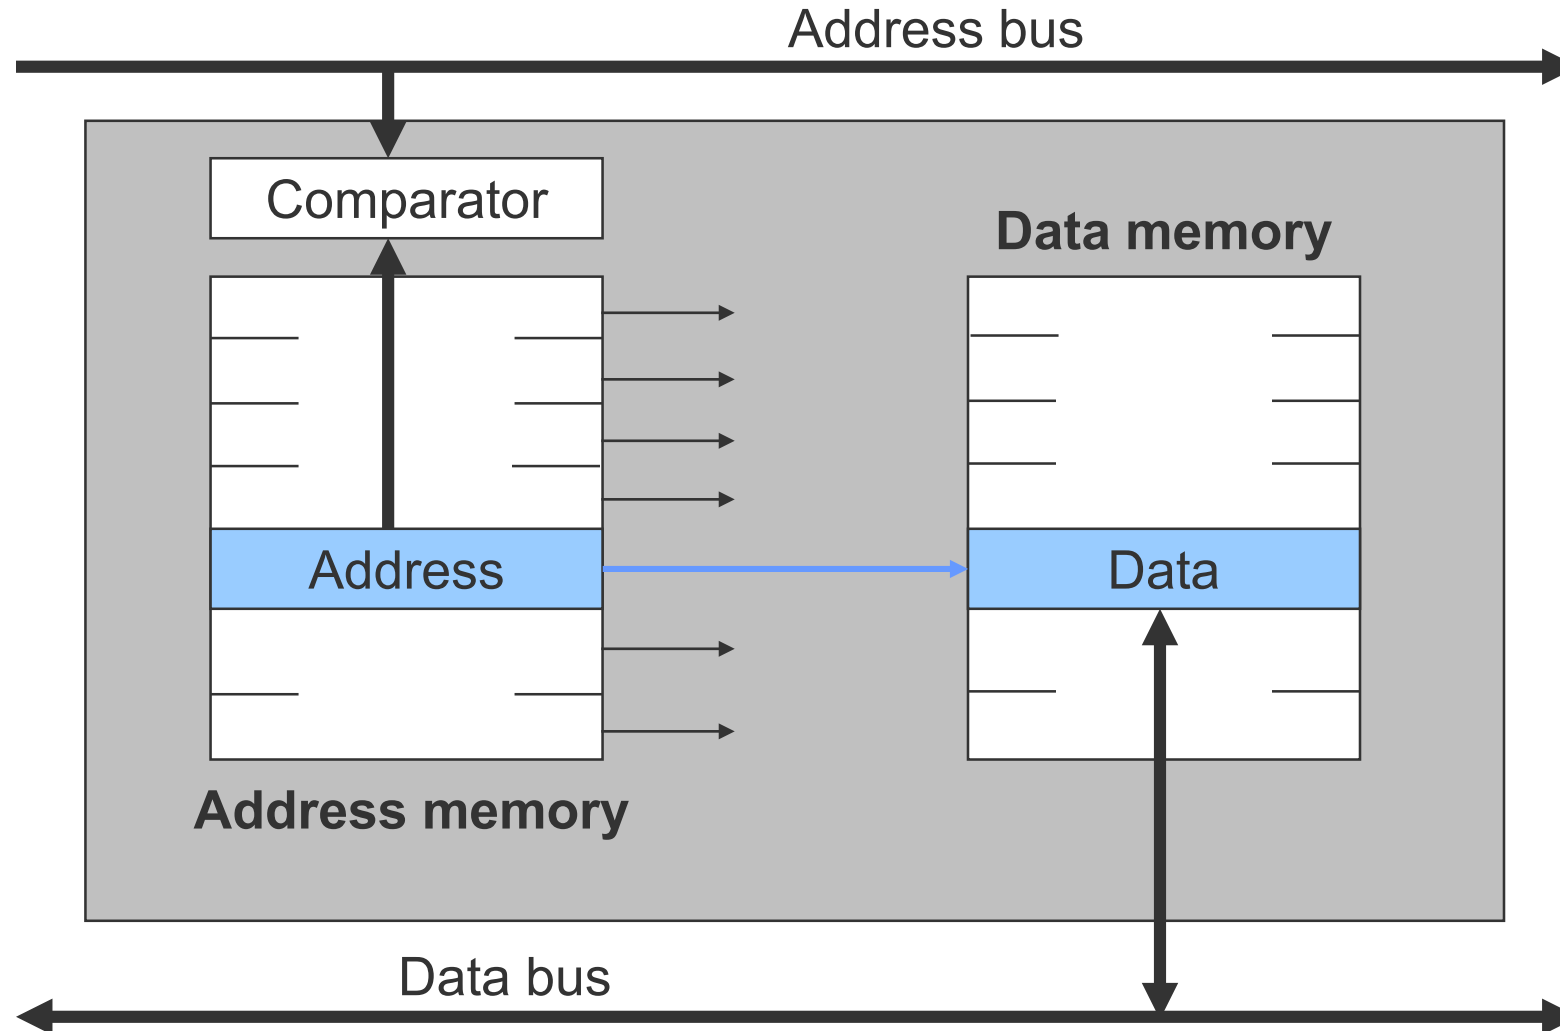 Address bus
Comparator
Data memory
Address
Data
Address memory
Data bus